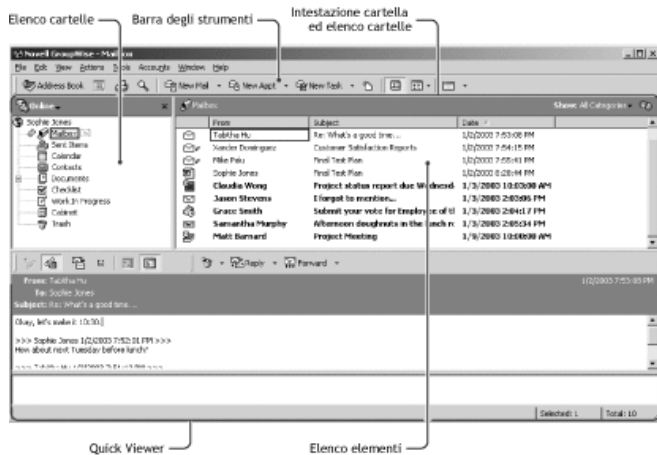 Elenco cartelle
Barra degli strumenti
Intestazione cartella
ed elenco cartelle
Novell GroupWise - Mailbox
File Edit View Actions Tools Accounts Window Help
Address Book New Mail New Appt New Task
Online
Mailbox
Show: All Categories
Sophie Jones
Mailbox
Sent Items
Calendar
Contacts
Documents
Checklist
Work In Progress
Cabinet
Trash
From Subject Date
Tabitha Hu Re: What's a good time... 1/2/2003 7:53:08 PM
Xander Dominguez Customer Satisfaction Reports 1/2/2003 7:54:15 PM
Mike Palu Final Test Plan 1/2/2003 7:55:41 PM
Sophie Jones Final Test Plan 1/2/2003 8:28:44 PM
Claudia Wong Project status report due Wednesd 1/3/2003 10:03:00 AM
Jason Stevens I forgot to mention... 1/3/2003 2:03:06 PM
Grace Smith Submit your vote for Employee of tl 1/3/2003 2:04:17 PM
Samantha Murphy Afternoon doughnuts in the lunch r 1/3/2003 2:05:34 PM
Matt Barnard Project Meeting 1/9/2003 10:00:00 AM
Reply Forward
From: Tabitha Hu 1/2/2003 7:53:08 PM
To: Sophie Jones
Subject: Re: What's a good time...
Okay, let's make it 10:30.
>>> Sophie Jones 1/2/2003 7:52:01 PM >>>
How about next Tuesday before lunch?
Selected: 1 Total: 10
Quick Viewer
Elenco elementi